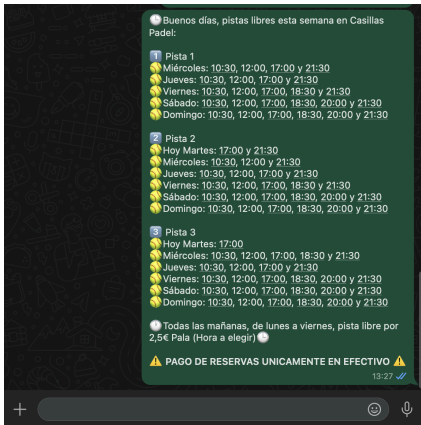 🕒Buenos días, pistas libres esta semana en Casillas
Padel:
1️⃣ Pista 1
🎾Miércoles: 10:30, 12:00, 17:00 y 21:30
🎾Jueves: 10:30, 12:00, 17:00 y 21:30
🎾Viernes: 10:30, 12:00, 17:00, 18:30 y 21:30
🎾Sábado: 10:30, 12:00, 17:00, 18:30, 20:00 y 21:30
🎾Domingo: 10:30, 12:00, 17:00, 18:30, 20:00 y 21:30
2️⃣ Pista 2
🎾Hoy Martes: 17:00 y 21:30
🎾Miércoles: 10:30, 12:00 y 21:30
🎾Jueves: 10:30, 12:00, 17:00 y 21:30
🎾Viernes: 10:30, 12:00, 17:00, 18:30 y 21:30
🎾Sábado: 10:30, 12:00, 17:00, 18:30, 20:00 y 21:30
🎾Domingo: 10:30, 12:00, 17:00, 18:30, 20:00 y 21:30
3️⃣ Pista 3
🎾Hoy Martes: 17:00
🎾Miércoles: 10:30, 12:00, 17:00, 18:30 y 21:30
🎾Jueves: 10:30, 12:00, 17:00 y 21:30
🎾Viernes: 10:30, 12:00, 17:00, 18:30, 20:00 y 21:30
🎾Sábado: 10:30, 12:00, 17:00, 18:30, 20:00 y 21:30
🎾Domingo: 10:30, 12:00, 17:00, 18:30, 20:00 y 21:30
🕐Todas las mañanas, de lunes a viernes, pista libre por
2,5€ Pala (Hora a elegir)🕒
⚠️ PAGO DE RESERVAS UNICAMENTE EN EFECTIVO ⚠️
13:27